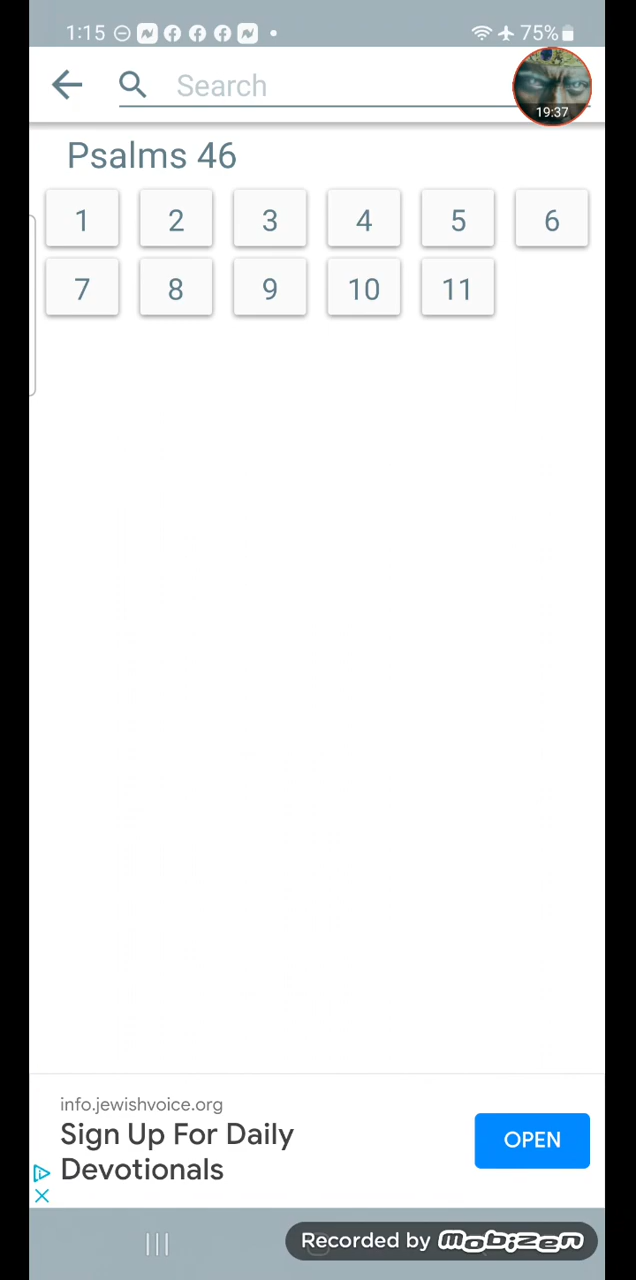 1:15 75%
Search
19:37
Psalms 46
1 2 3 4 5 6
7 8 9 10 11
info.jewishvoice.org
Sign Up For Daily
Devotionals
OPEN
Recorded by mobizen